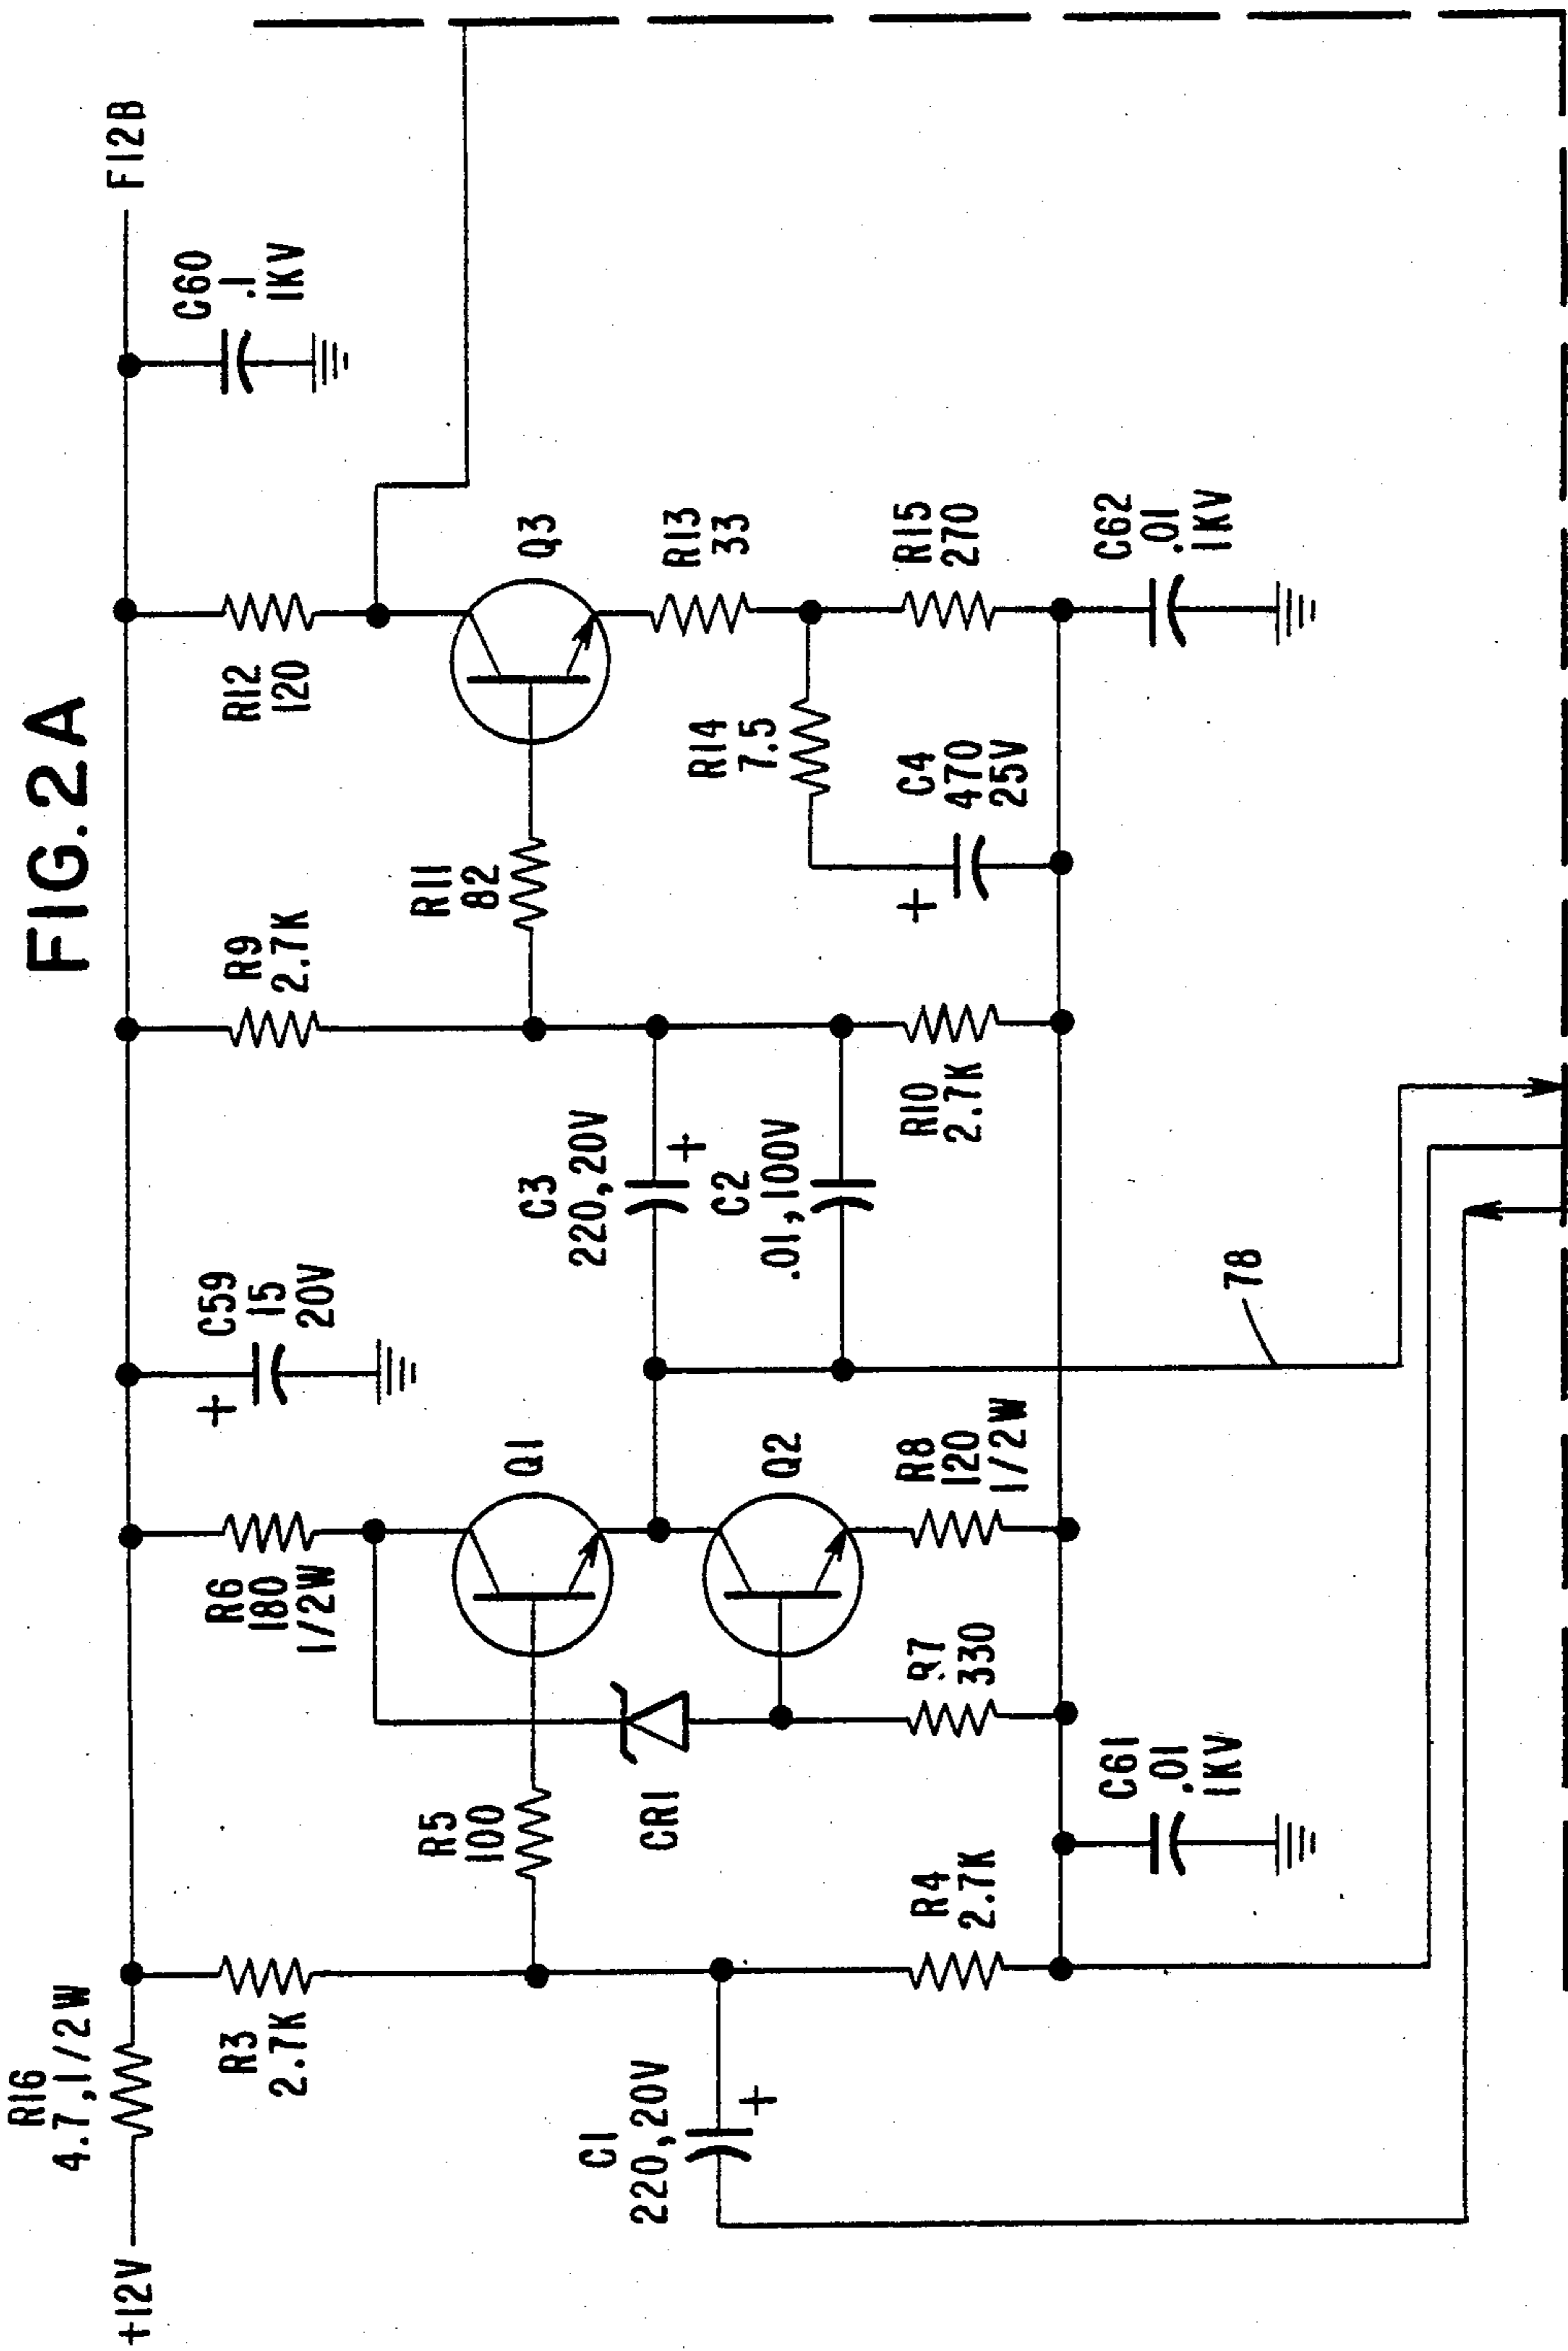 FIG. 2A
R16
4.7, 1/2W
+12V
F12B
R3
2.7K
R6
180
1/2W
C59
15
20V
+
R9
2.7K
R12
120
C60
.1
1KV
R5
100
Q1
R11
82
Q3
C1
220, 20V
+
CR1
Q2
C3
220, 20V
+
C2
.01, 100V
R14
7.5
R13
33
R4
2.7K
R7
330
R8
120
1/2W
R10
2.7K
C4
470
25V
+
R15
270
C61
.01
1KV
C62
.01
1KV
78